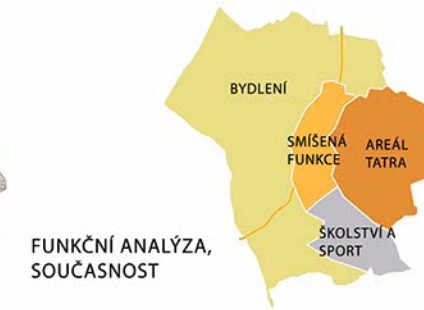 BYDLENÍ
SMÍŠENÁ
FUNKCE
AREÁL
TATRA
ŠKOLSTVÍ A
SPORT
FUNKČNÍ ANALÝZA,
SOUČASNOST